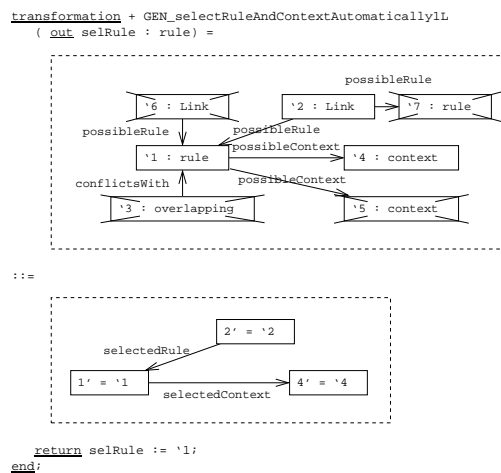 transformation + GEN_selectRuleAndContextAutomatically1L
( out selRule : rule) =
possibleRule
‘6 : Link
‘2 : Link
‘7 : rule
possibleRule
possibleRule
possibleContext
‘1 : rule
‘4 : context
conflictsWith
possibleContext
‘3 : overlapping
‘5 : context
::=
2’ = ‘2
selectedRule
1’ = ‘1
4’ = ‘4
selectedContext
return selRule := ‘1;
end;